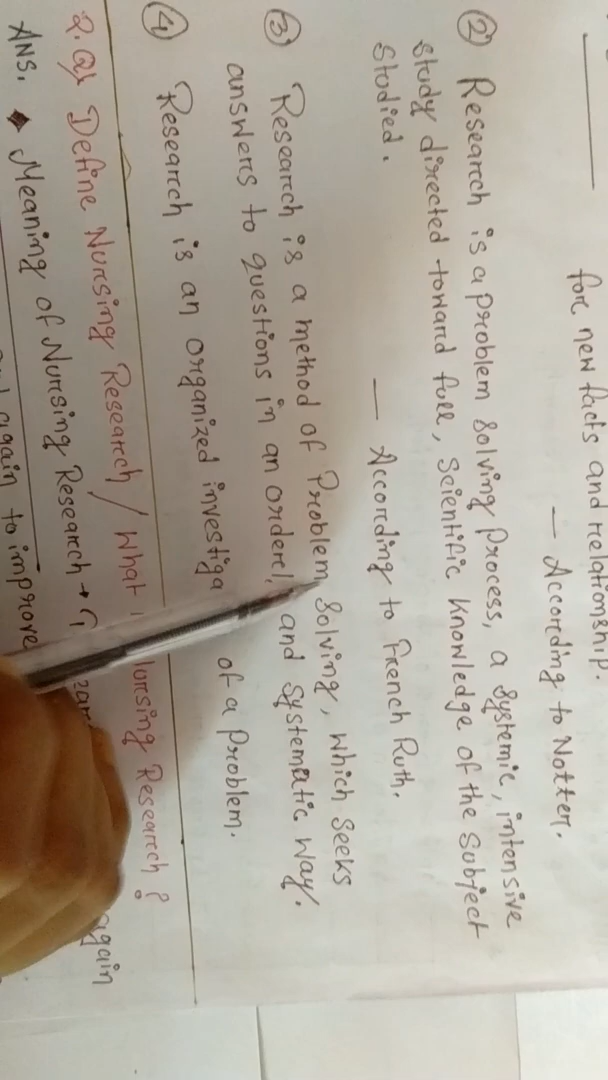 for new facts and relationship.
— According to Notter.
② Research is a problem solving process, a systemic, intensive
study directed toward full, scientific knowledge of the subject
studied.
— According to French Ruth.
③ Research is a method of Problem solving, which seeks
answers to questions in an orderl and systematic way.
④ Research is an organized investiga of a problem.
2.Q) Define Nursing Research / What Nursing Research?
ANS. Meaning of Nursing Research → again
again to improve